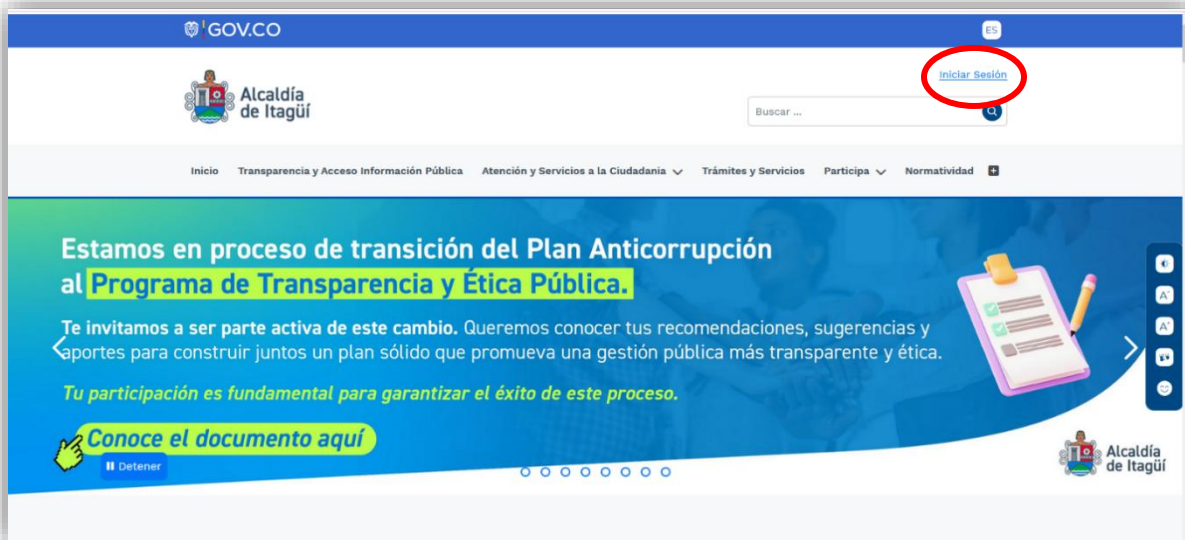 GOV.CO
ES
Iniciar Sesión
Alcaldía
de Itagüí
Buscar ...
Inicio Transparencia y Acceso Información Pública Atención y Servicios a la Ciudadania Trámites y Servicios Participa Normatividad
Estamos en proceso de transición del Plan Anticorrupción
al Programa de Transparencia y Ética Pública.
Te invitamos a ser parte activa de este cambio. Queremos conocer tus recomendaciones, sugerencias y
aportes para construir juntos un plan sólido que promueva una gestión pública más transparente y ética.
Tu participación es fundamental para garantizar el éxito de este proceso.
Conoce el documento aquí
Detener
A-
A+
Alcaldía
de Itagüí